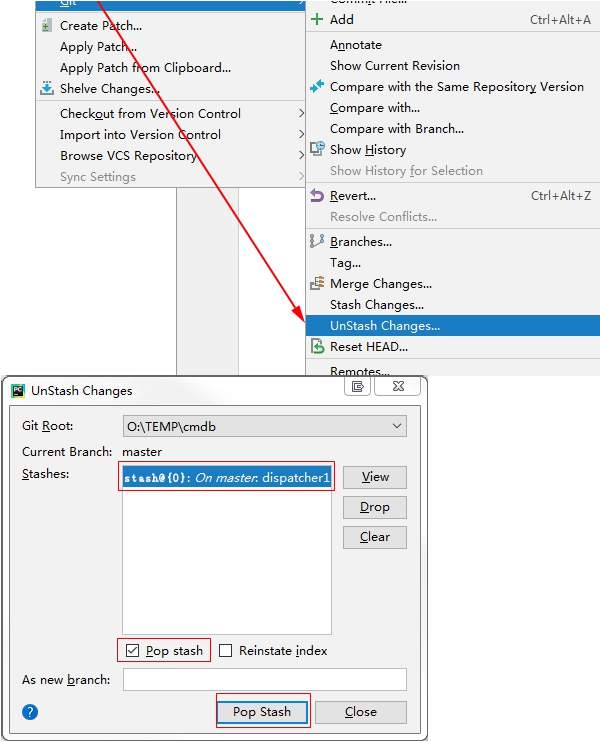 Git
Create Patch...
Apply Patch...
Apply Patch from Clipboard...
Shelve Changes...
Checkout from Version Control
Import into Version Control
Browse VCS Repository
Sync Settings
Commit File...
Add Ctrl+Alt+A
Annotate
Show Current Revision
Compare with the Same Repository Version
Compare with...
Compare with Branch...
Show History
Show History for Selection
Revert... Ctrl+Alt+Z
Resolve Conflicts...
Branches...
Tag...
Merge Changes...
Stash Changes...
UnStash Changes...
Reset HEAD...
Remotes...
PC UnStash Changes
Git Root: O:\TEMP\cmdb
Current Branch: master
Stashes: stash@{0}: On master: dispatcher1
View
Drop
Clear
Pop stash Reinstate index
As new branch:
? Pop Stash Close